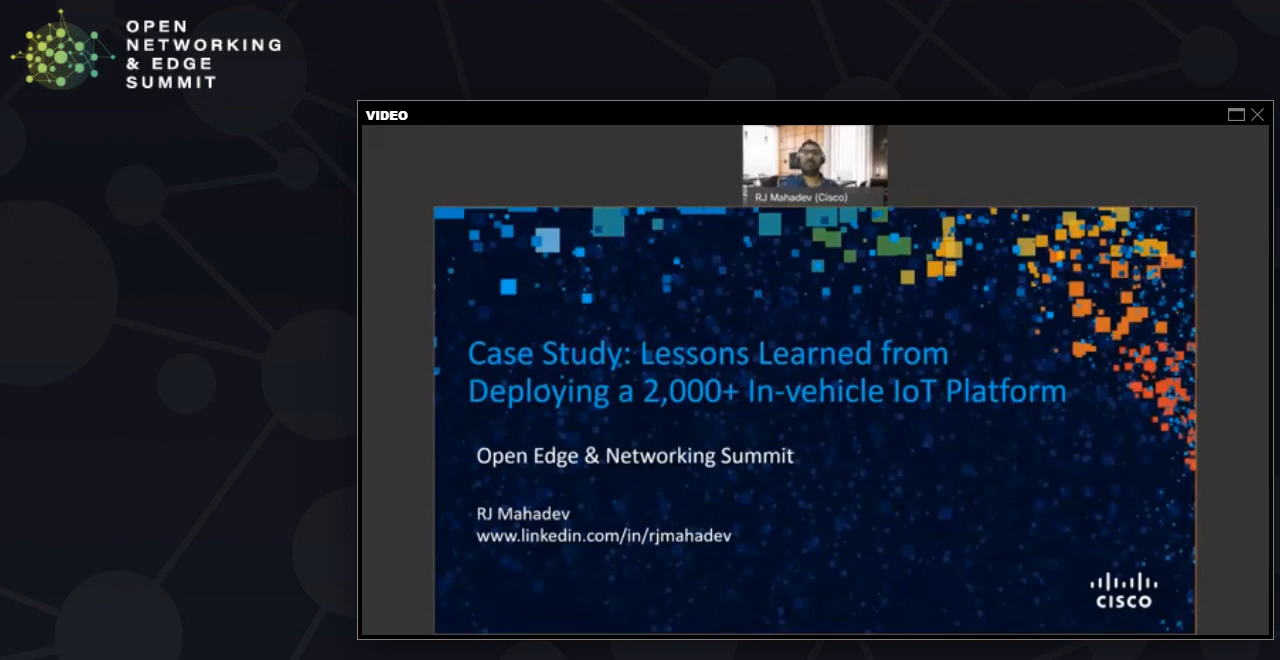 OPEN
NETWORKING
& EDGE
SUMMIT
VIDEO
RJ Mahadev (Cisco)
Case Study: Lessons Learned from
Deploying a 2,000+ In-vehicle IoT Platform
Open Edge & Networking Summit
RJ Mahadev
www.linkedin.com/in/rjmahadev
CISCO